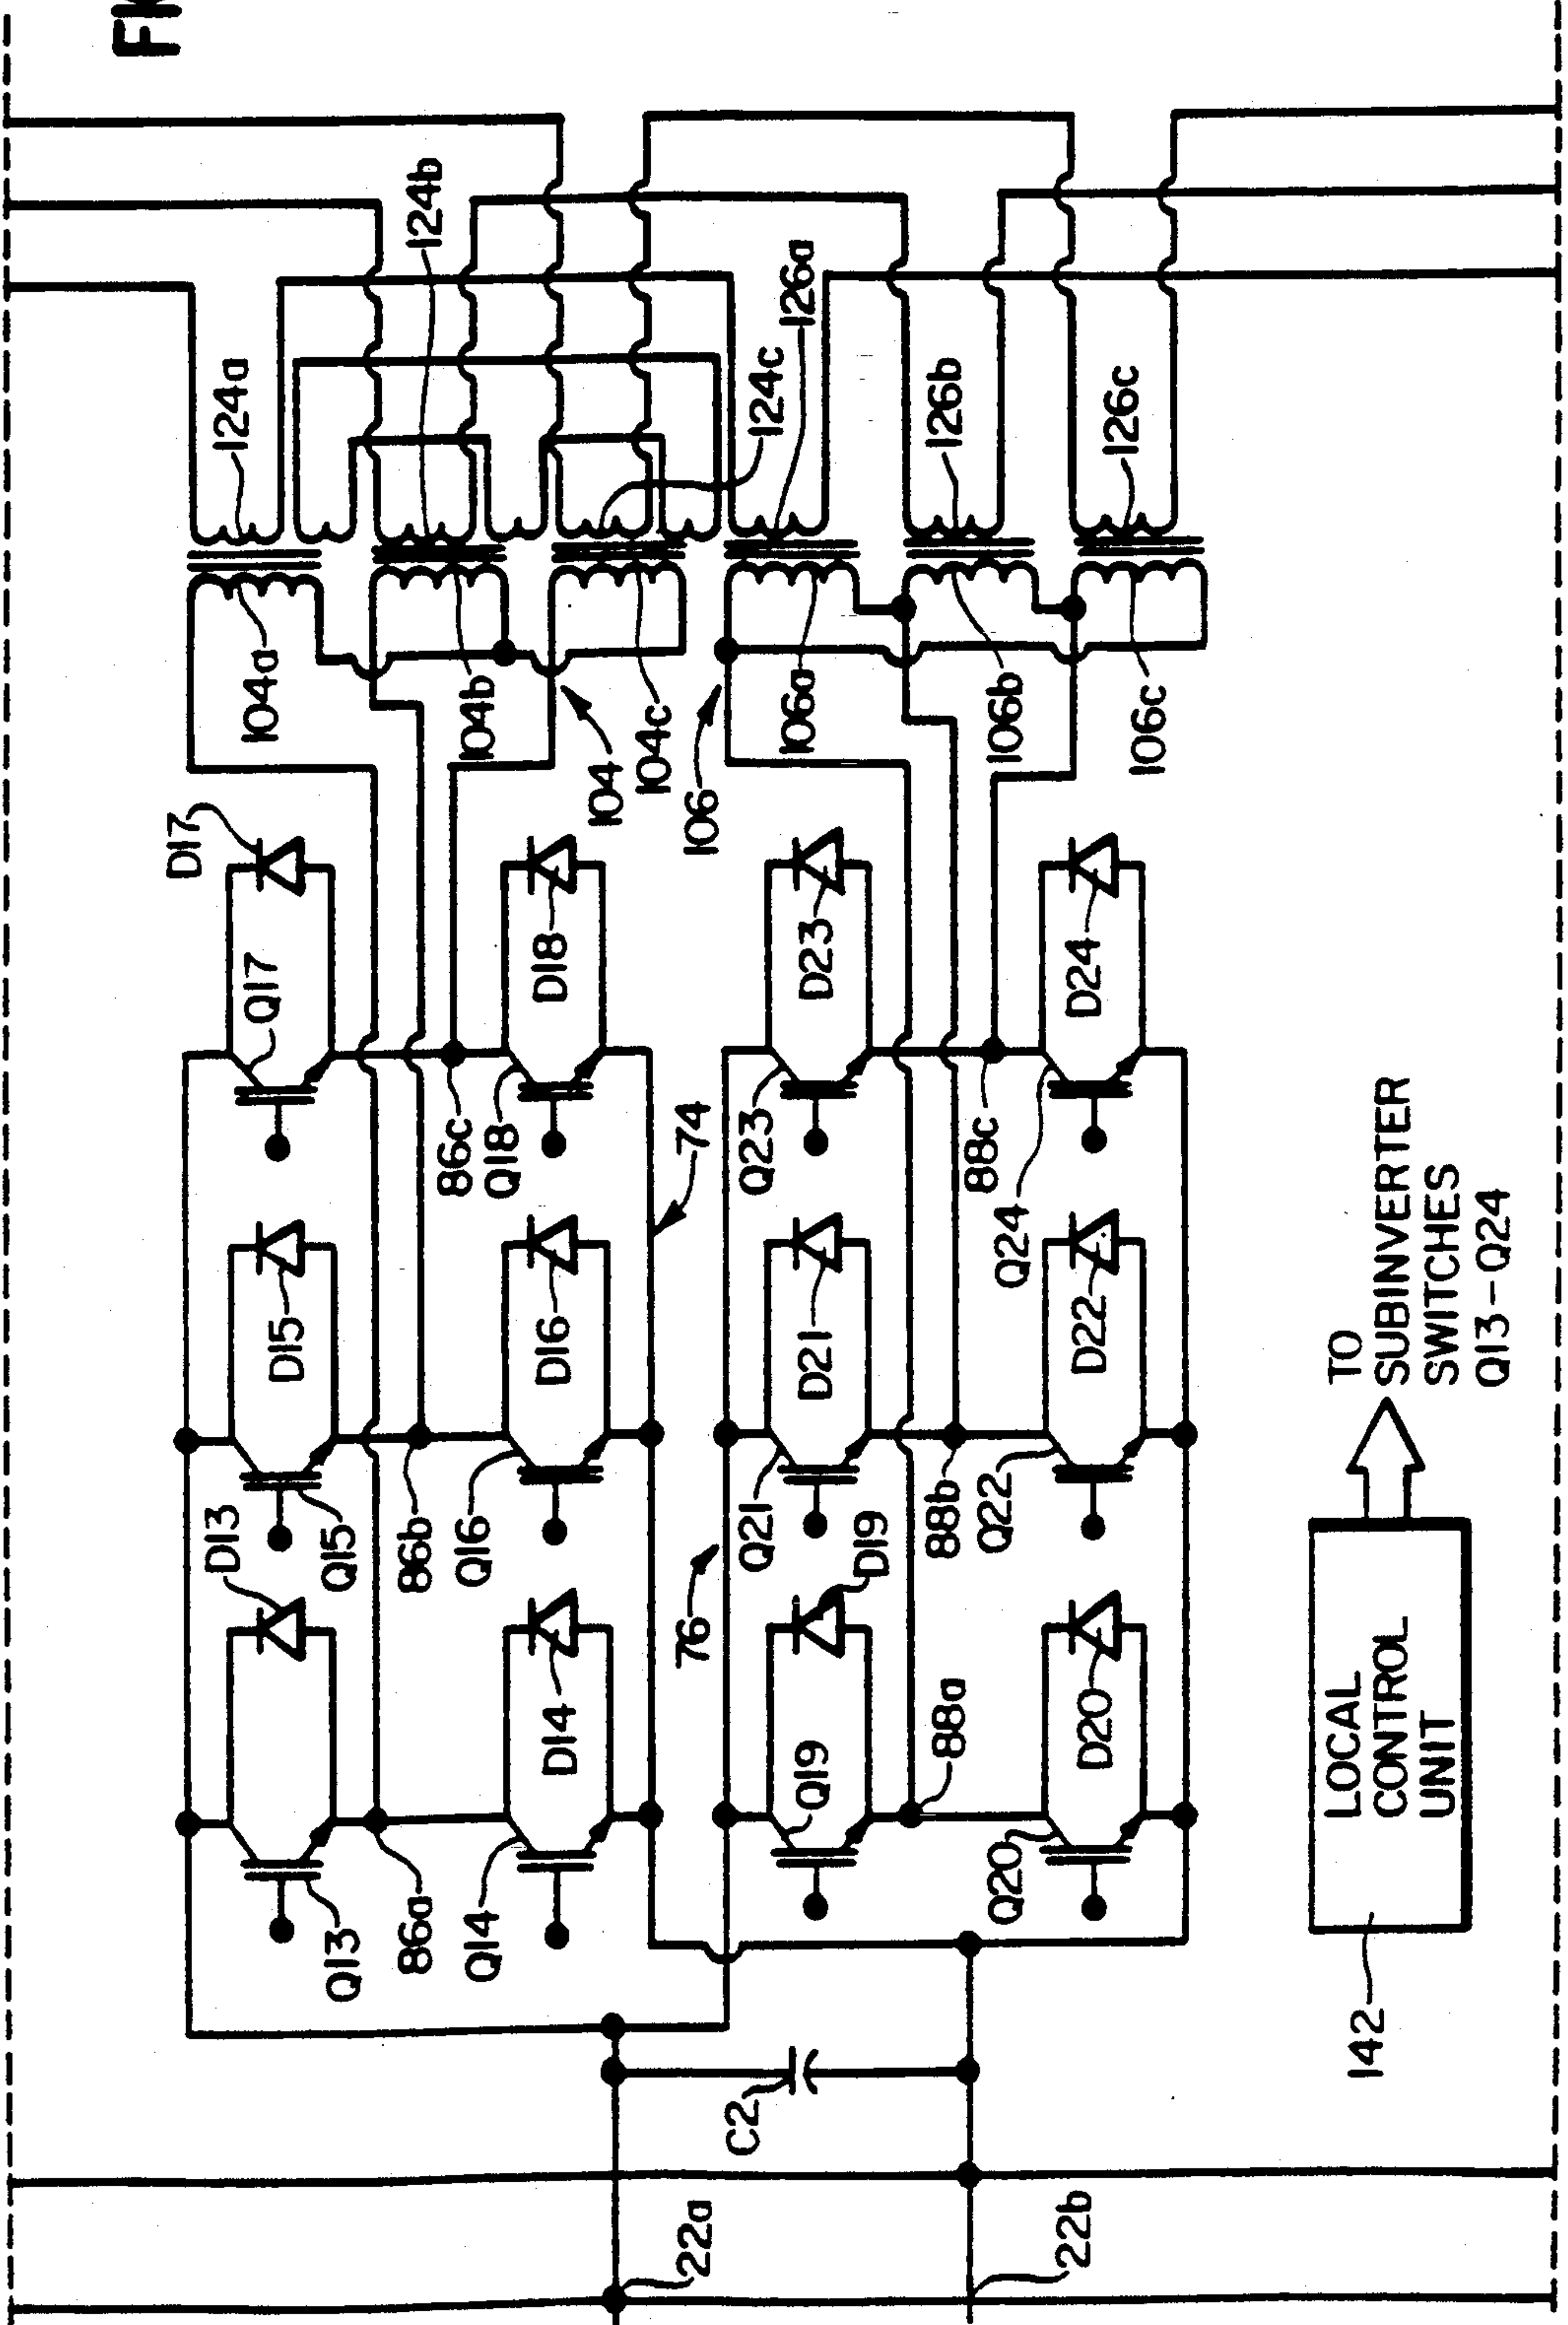 D17
D13
124a
Q17
104a
D15
Q13
Q15
124b
86a
86b
86c
Q14
Q16
Q18
104b
D14
D16
D18
104
104c
22a
76
74
106
C2
Q21
Q23
124c
Q19
D21
D23
106a
126a
D19
88a
88b
88c
106b
126b
Q20
Q22
Q24
22b
D20
D22
D24
106c
126c
LOCAL
CONTROL
UNIT
TO
SUBINVERTER
SWITCHES
Q13-Q24
142